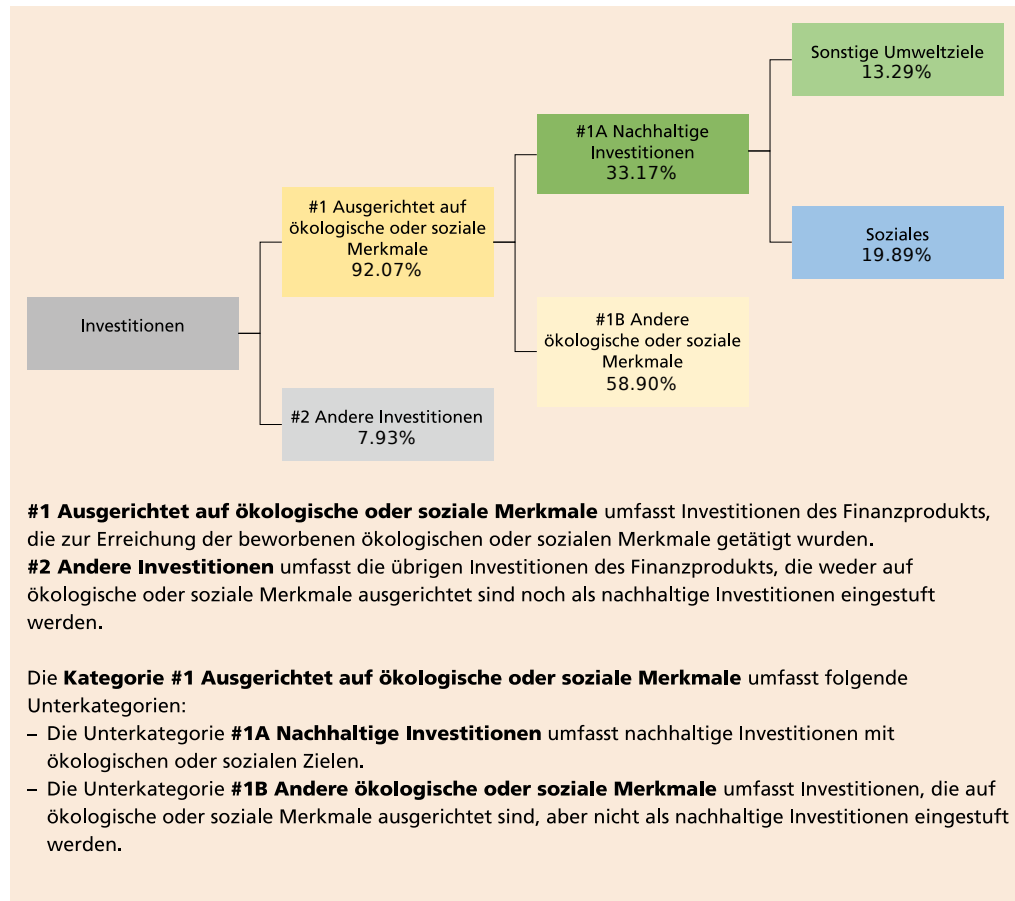 Sonstige Umweltziele
13.29%
#1A Nachhaltige
Investitionen
33.17%
#1 Ausgerichtet auf
ökologische oder soziale
Merkmale
92.07%
Soziales
19.89%
Investitionen
#1B Andere
ökologische oder soziale
Merkmale
58.90%
#2 Andere Investitionen
7.93%
#1 Ausgerichtet auf ökologische oder soziale Merkmale umfasst Investitionen des Finanzprodukts,
die zur Erreichung der beworbenen ökologischen oder sozialen Merkmale getätigt wurden.
#2 Andere Investitionen umfasst die übrigen Investitionen des Finanzprodukts, die weder auf
ökologische oder soziale Merkmale ausgerichtet sind noch als nachhaltige Investitionen eingestuft
werden.
Die Kategorie #1 Ausgerichtet auf ökologische oder soziale Merkmale umfasst folgende
Unterkategorien:
– Die Unterkategorie #1A Nachhaltige Investitionen umfasst nachhaltige Investitionen mit
ökologischen oder sozialen Zielen.
– Die Unterkategorie #1B Andere ökologische oder soziale Merkmale umfasst Investitionen, die auf
ökologische oder soziale Merkmale ausgerichtet sind, aber nicht als nachhaltige Investitionen eingestuft
werden.